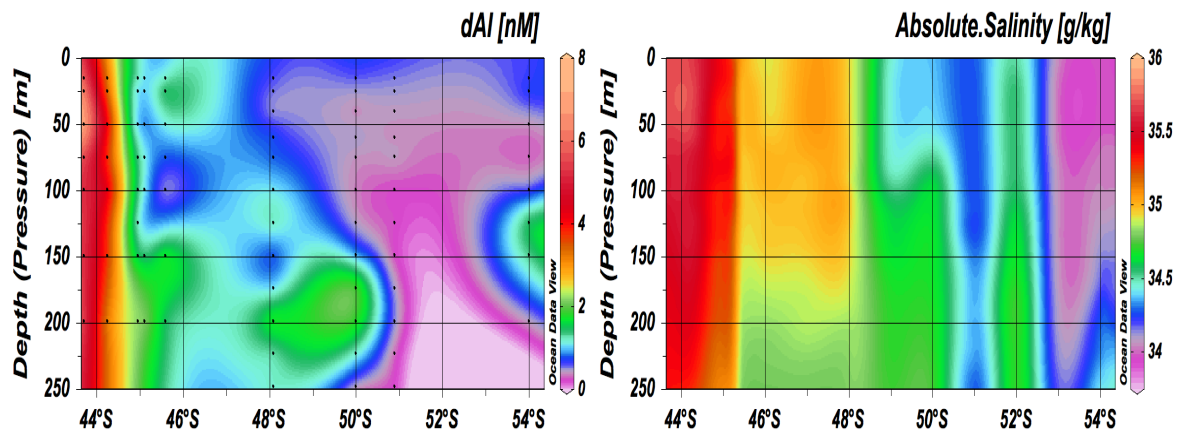 dAl [nM]
Depth (Pressure) [m]
0
50
100
150
200
250
44°S
46°S
48°S
50°S
52°S
54°S
8
6
4
2
0
Ocean Data View
Absolute.Salinity [g/kg]
Depth (Pressure) [m]
0
50
100
150
200
250
44°S
46°S
48°S
50°S
52°S
54°S
36
35.5
35
34.5
34
Ocean Data View